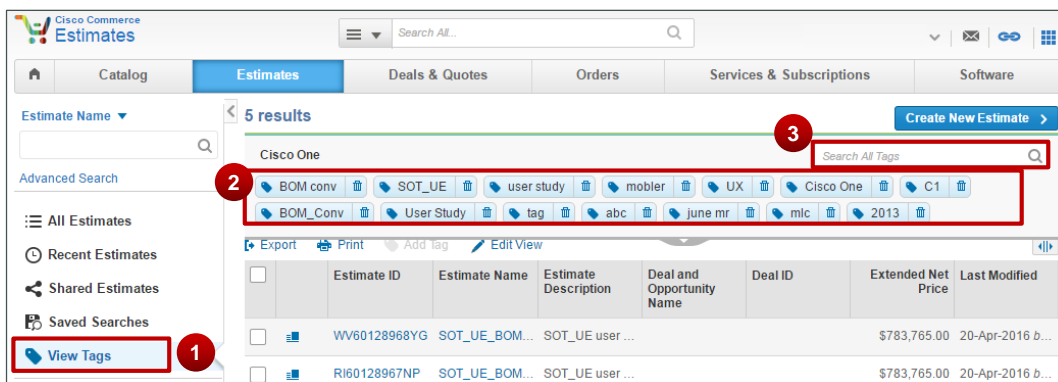 Cisco Commerce
Estimates
Search All...
Catalog
Estimates
Deals & Quotes
Orders
Services & Subscriptions
Software
Estimate Name
5 results
Create New Estimate >
3
Cisco One
Search All Tags
Advanced Search
2
BOM conv SOT_UE user study mobler UX Cisco One C1
BOM_Conv User Study tag abc june mr mlc 2013
All Estimates
Recent Estimates
Shared Estimates
Saved Searches
View Tags
1
Export Print Add Tag Edit View
Estimate ID
Estimate Name
Estimate
Description
Deal and
Opportunity
Name
Deal ID
Extended Net
Price
Last Modified
WV60128968YG SOT_UE_BOM... SOT_UE user ... $783,765.00 20-Apr-2016 b...
RI60128967NP SOT_UE_BOM... SOT_UE user ... $783,765.00 20-Apr-2016 b...